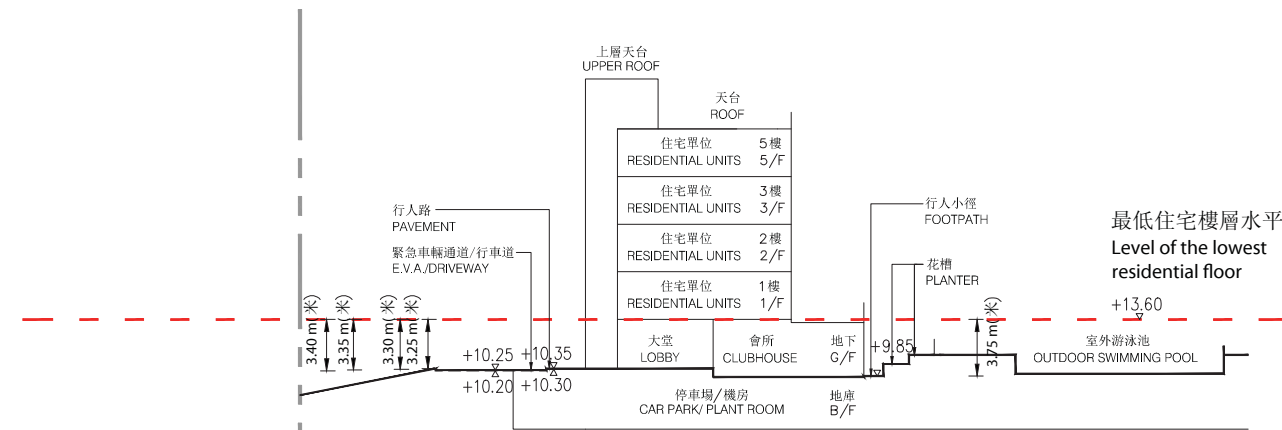 上層天台
UPPER ROOF
天台
ROOF
住宅單位 5樓
RESIDENTIAL UNITS 5/F
住宅單位 3樓
RESIDENTIAL UNITS 3/F
住宅單位 2樓
RESIDENTIAL UNITS 2/F
住宅單位 1樓
RESIDENTIAL UNITS 1/F
行人路
PAVEMENT
緊急車輛通道/行車道
E.V.A./DRIVEWAY
行人小徑
FOOTPATH
花槽
PLANTER
最低住宅樓層水平
Level of the lowest
residential floor
+13.60
3.40 m(米)
3.35 m(米)
3.30 m(米)
3.25 m(米)
+10.25 +10.35
+10.20 +10.30
大堂
LOBBY
會所 地下
CLUBHOUSE G/F
+9.85
3.75 m(米)
室外游泳池
OUTDOOR SWIMMING POOL
停車場/機房 地庫
CAR PARK/ PLANT ROOM B/F